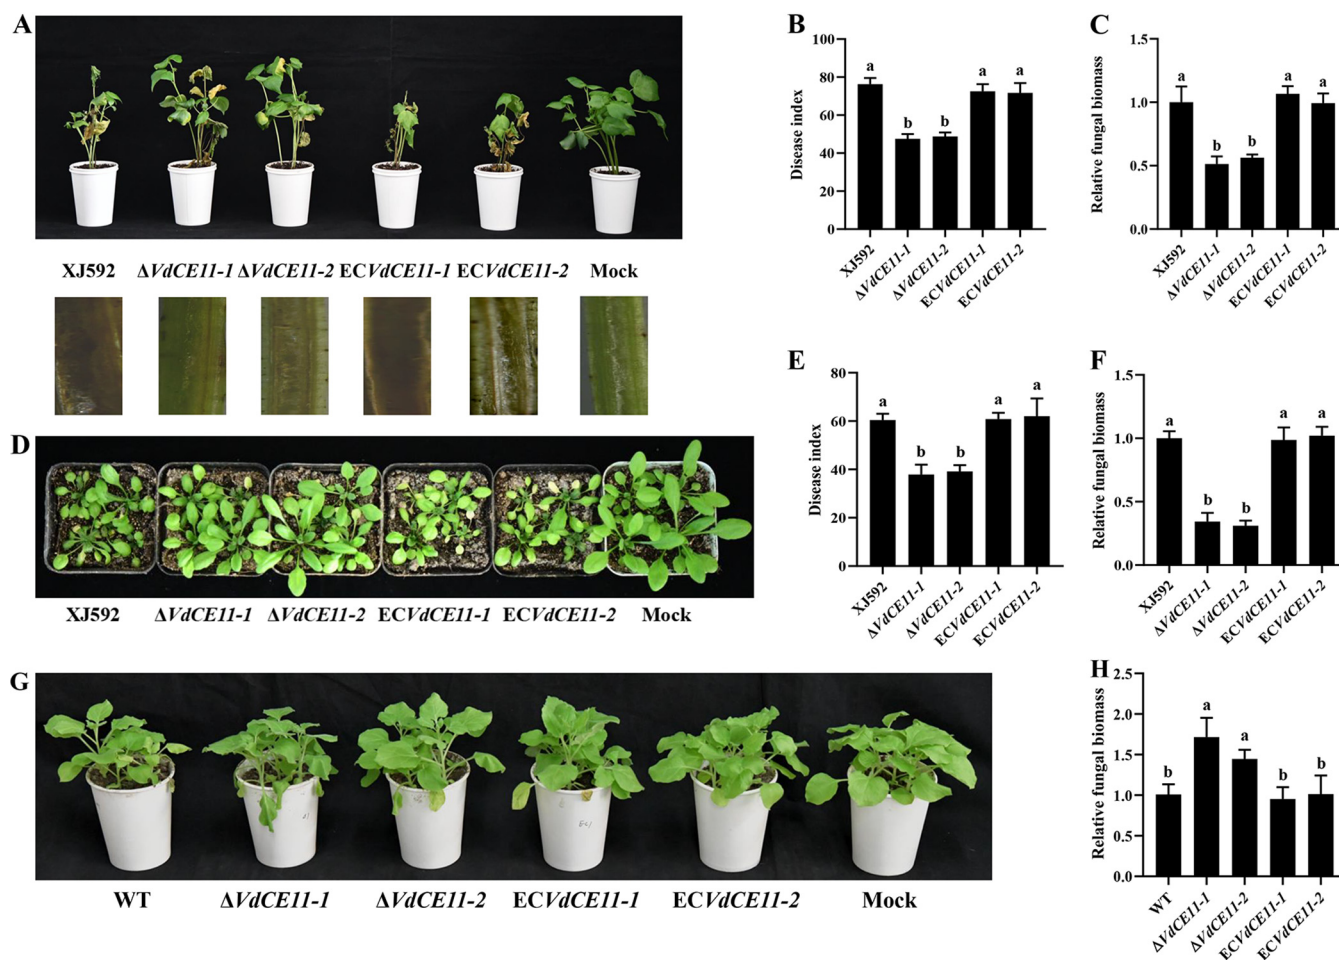 A
XJ592 ΔVdCE11-1 ΔVdCE11-2 ECVdCE11-1 ECVdCE11-2 Mock
B
Disease index
100
80
60
40
20
0
a
b
b
a
a
XJ592
ΔVdCE11-1
ΔVdCE11-2
ECVdCE11-1
ECVdCE11-2
C
Relative fungal biomass
1.5
1.0
0.5
0.0
a
b
b
a
a
XJ592
ΔVdCE11-1
ΔVdCE11-2
ECVdCE11-1
ECVdCE11-2
D
XJ592 ΔVdCE11-1 ΔVdCE11-2 ECVdCE11-1 ECVdCE11-2 Mock
E
Disease index
80
60
40
20
0
a
b
b
a
a
XJ592
ΔVdCE11-1
ΔVdCE11-2
ECVdCE11-1
ECVdCE11-2
F
Relative fungal biomass
1.5
1.0
0.5
0.0
a
b
b
a
a
XJ592
ΔVdCE11-1
ΔVdCE11-2
ECVdCE11-1
ECVdCE11-2
G
WT ΔVdCE11-1 ΔVdCE11-2 ECVdCE11-1 ECVdCE11-2 Mock
H
Relative fungal biomass
2.5
2.0
1.5
1.0
0.5
0.0
b
a
a
b
b
WT
ΔVdCE11-1
ΔVdCE11-2
ECVdCE11-1
ECVdCE11-2